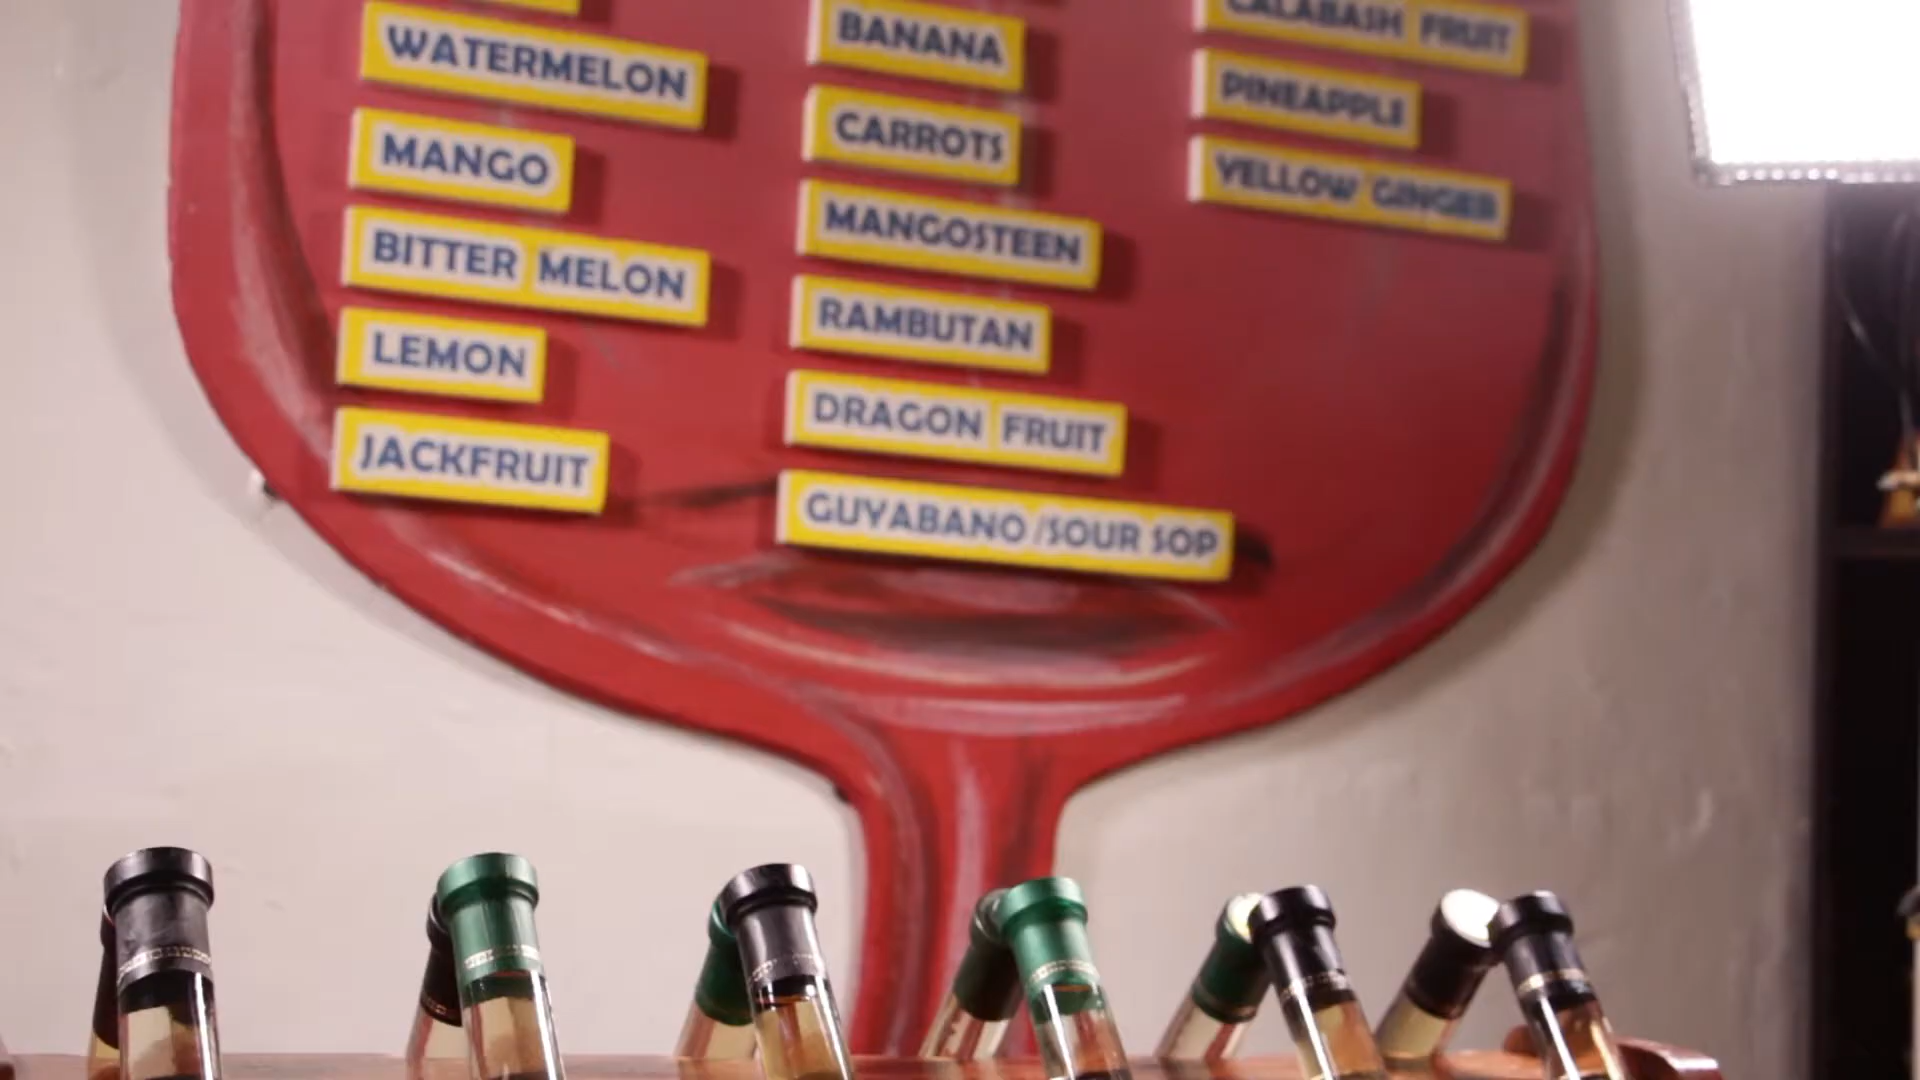 WATERMELON
MANGO
BITTER MELON
LEMON
JACKFRUIT
BANANA
CARROTS
MANGOSTEEN
RAMBUTAN
DRAGON FRUIT
GUYABANO/SOUR SOP
CALABASH FRUIT
PINEAPPLE
YELLOW GINGER